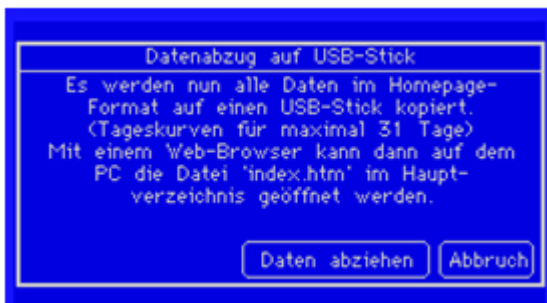 Datenabzug auf USB-Stick
Es werden nun alle Daten im Homepage-
Format auf einen USB-Stick kopiert.
(Tageskurven für maximal 31 Tage)
Mit einem Web-Browser kann dann auf dem
PC die Datei 'index.htm' im Haupt-
verzeichnis geöffnet werden.
Daten abziehen Abbruch